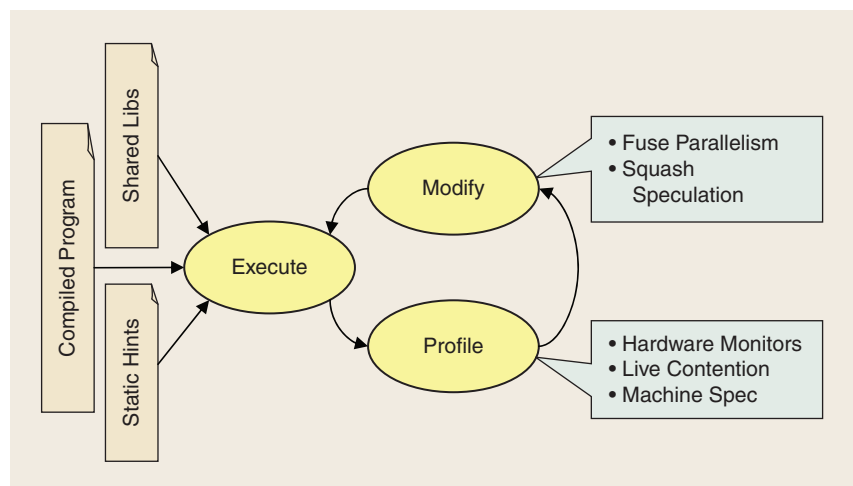 Compiled Program
Shared Libs
Static Hints
Execute
Modify
Profile
• Fuse Parallelism
• Squash
Speculation
• Hardware Monitors
• Live Contention
• Machine Spec